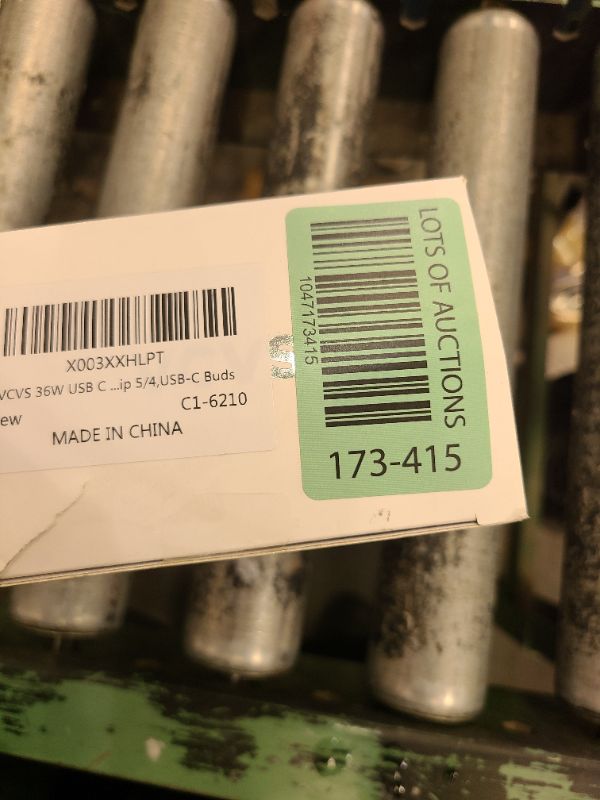 X003XXHLPT
VCVS 36W USB C ...ip 5/4,USB-C Buds
ew
C1-6210
MADE IN CHINA
LOTS OF AUCTIONS
1047173415
173-415